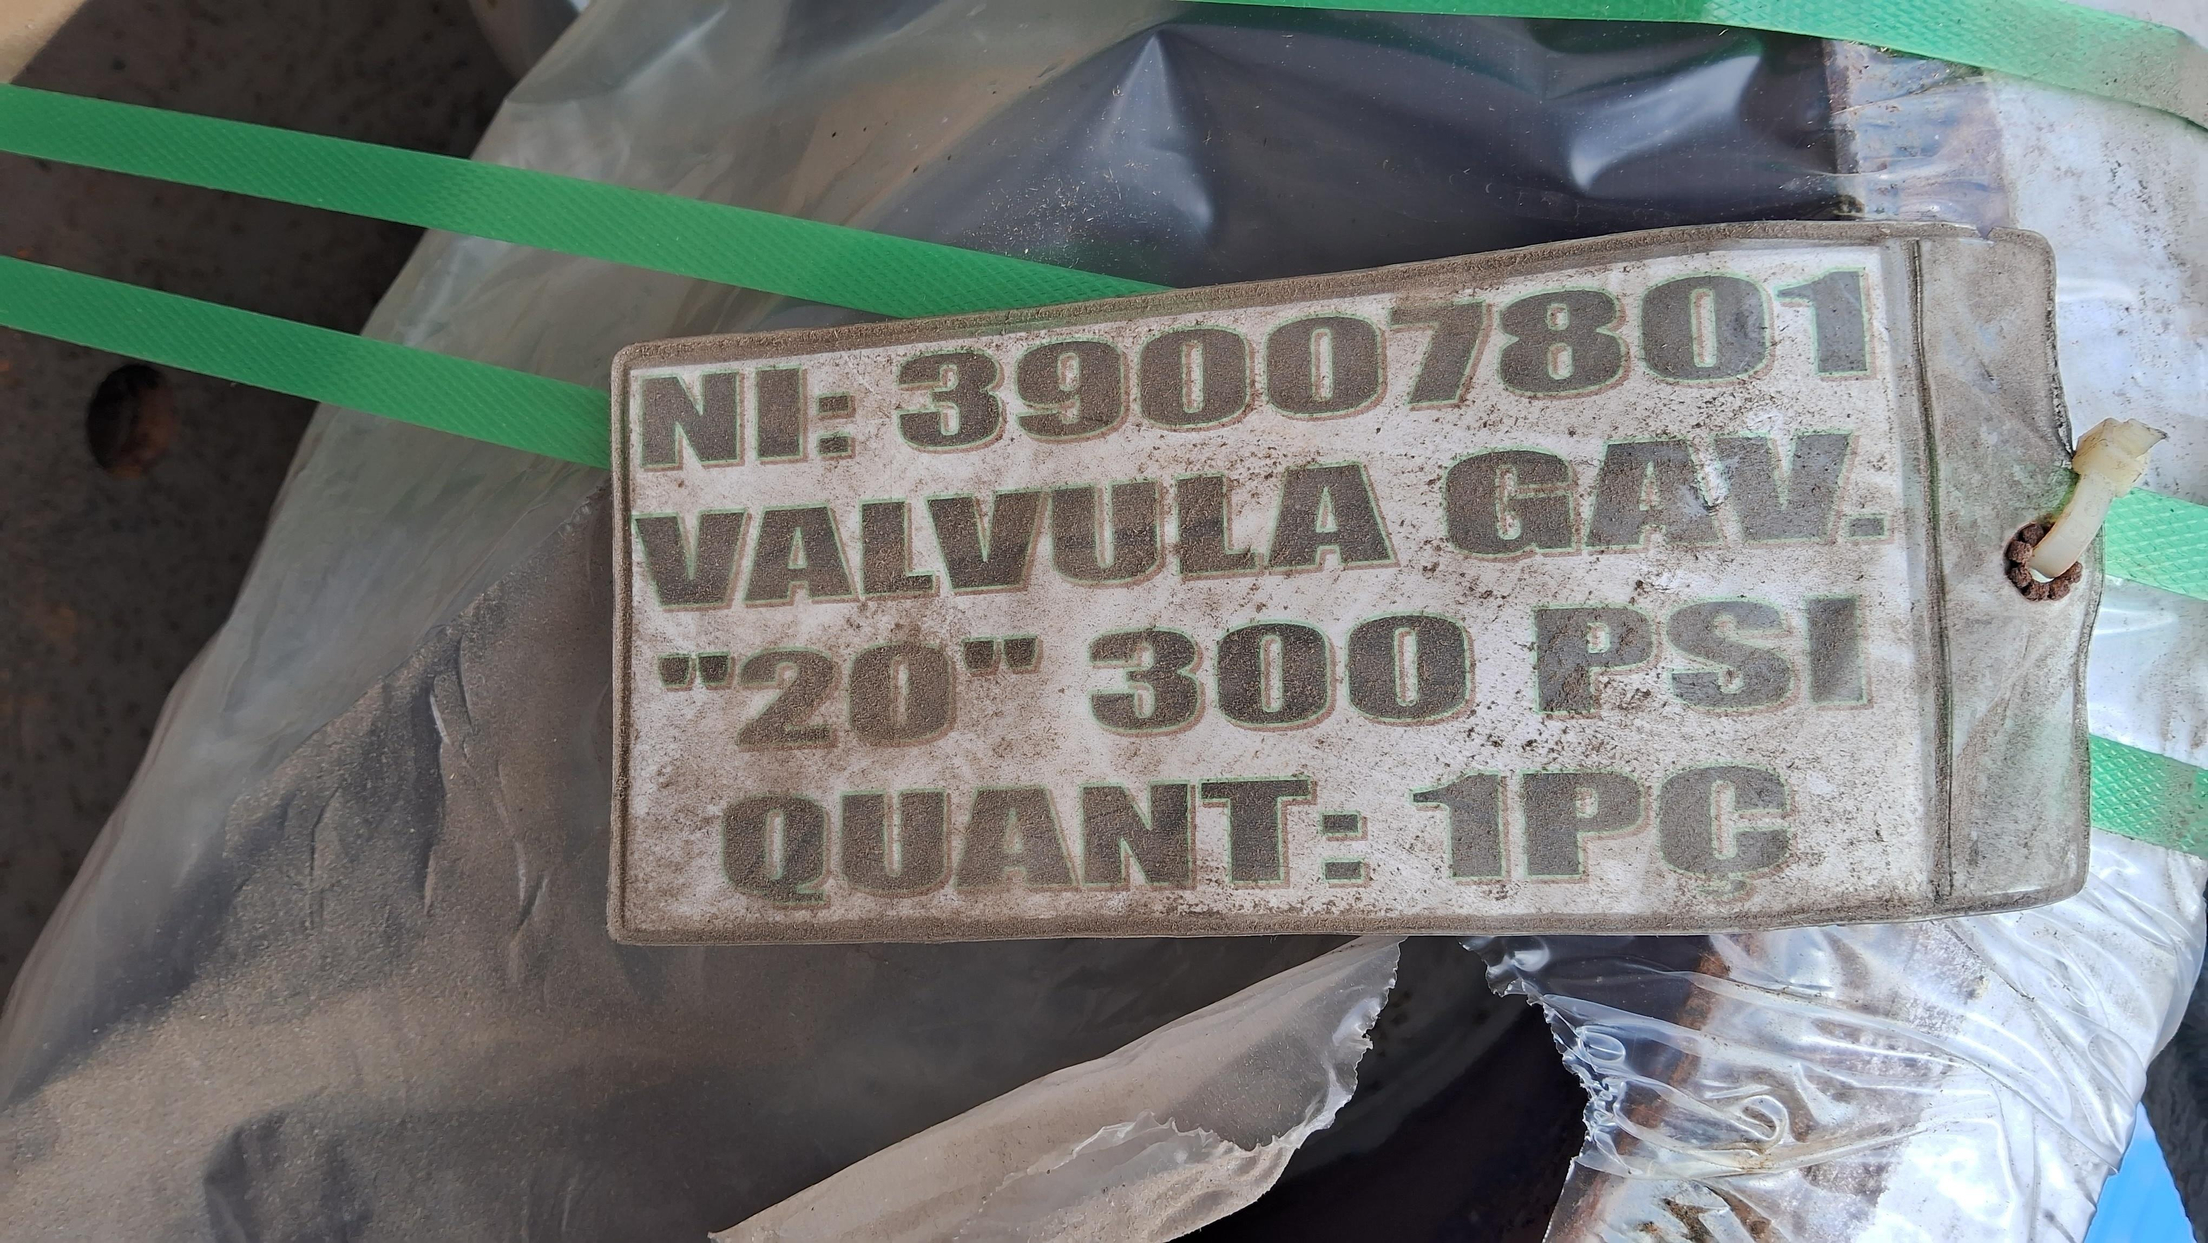 NI: 39007801
VALVULA GAV.
"20" 300 PSI
QUANT: 1PÇ